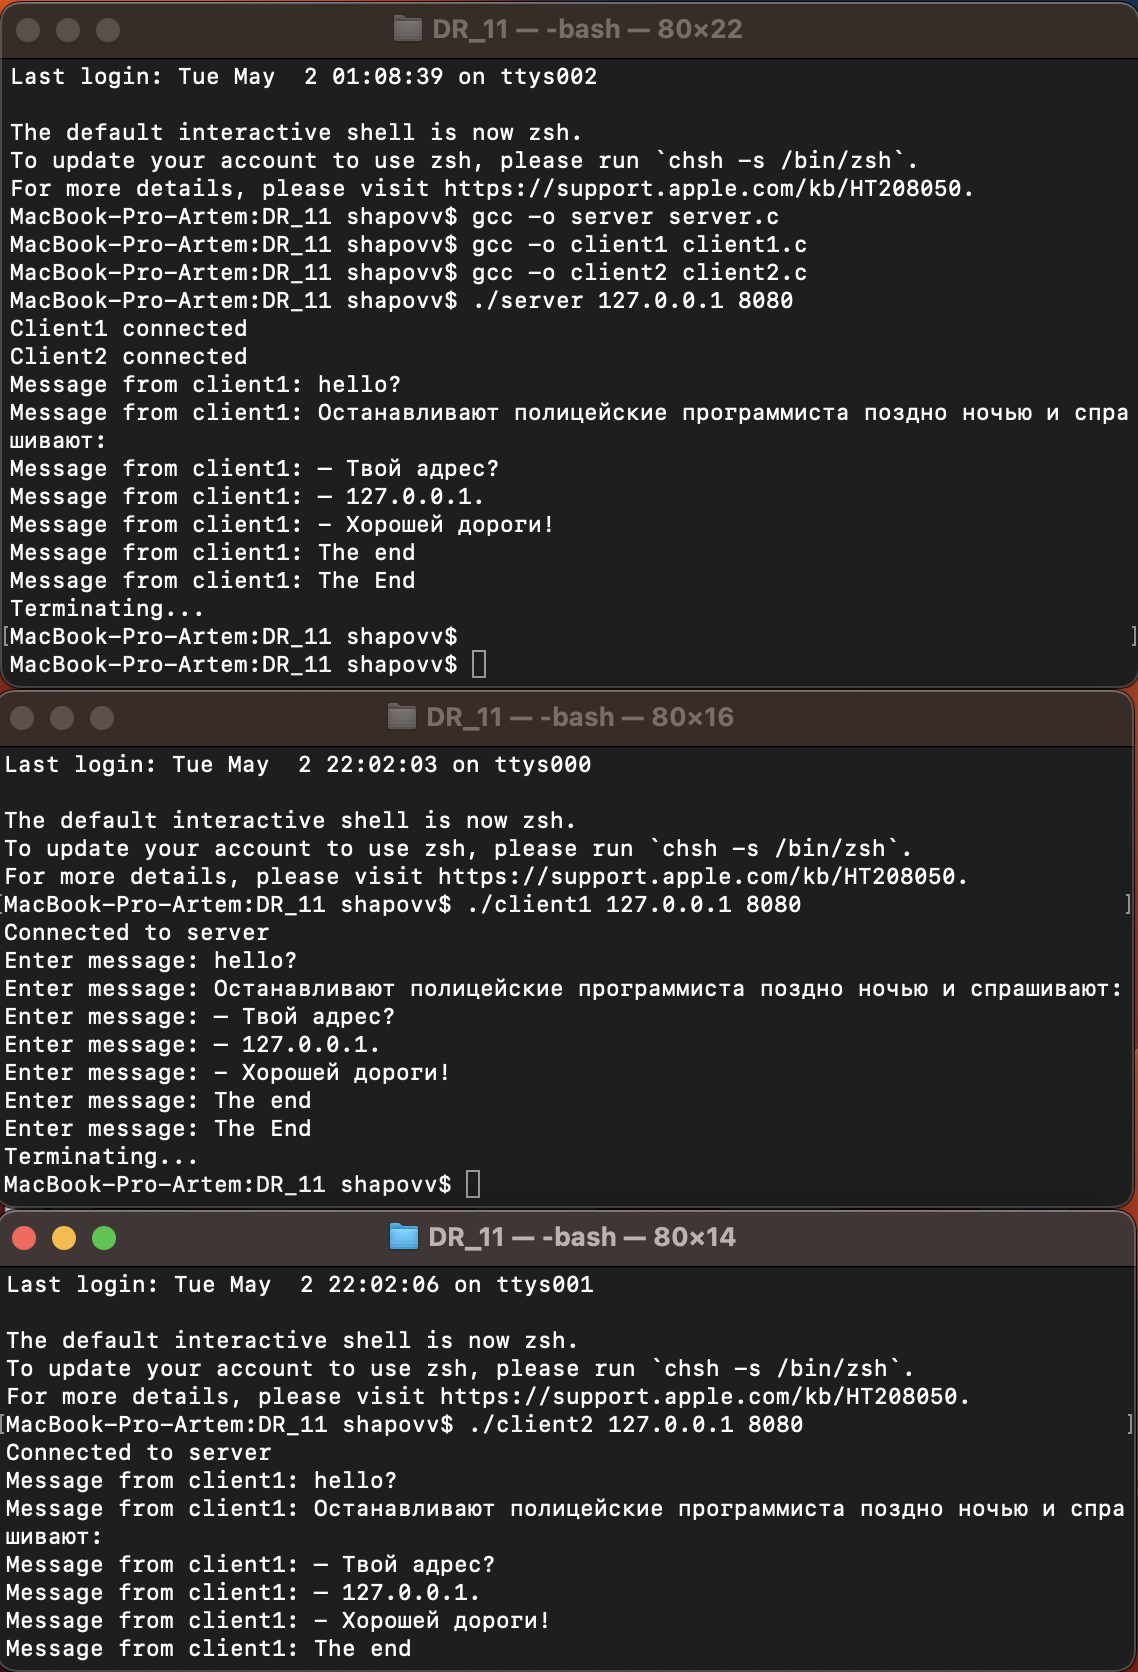 DR_11 — -bash — 80×22
Last login: Tue May  2 01:08:39 on ttys002
The default interactive shell is now zsh.
To update your account to use zsh, please run `chsh -s /bin/zsh`.
For more details, please visit https://support.apple.com/kb/HT208050.
MacBook-Pro-Artem:DR_11 shapovv$ gcc -o server server.c
MacBook-Pro-Artem:DR_11 shapovv$ gcc -o client1 client1.c
MacBook-Pro-Artem:DR_11 shapovv$ gcc -o client2 client2.c
MacBook-Pro-Artem:DR_11 shapovv$ ./server 127.0.0.1 8080
Client1 connected
Client2 connected
Message from client1: hello?
Message from client1: Останавливают полицейские программиста поздно ночью и спра
шивают:
Message from client1: — Твой адрес?
Message from client1: — 127.0.0.1.
Message from client1: - Хорошей дороги!
Message from client1: The end
Message from client1: The End
Terminating...
[MacBook-Pro-Artem:DR_11 shapovv$ ]
MacBook-Pro-Artem:DR_11 shapovv$
DR_11 — -bash — 80×16
Last login: Tue May  2 22:02:03 on ttys000
The default interactive shell is now zsh.
To update your account to use zsh, please run `chsh -s /bin/zsh`.
For more details, please visit https://support.apple.com/kb/HT208050.
[MacBook-Pro-Artem:DR_11 shapovv$ ./client1 127.0.0.1 8080 ]
Connected to server
Enter message: hello?
Enter message: Останавливают полицейские программиста поздно ночью и спрашивают:
Enter message: — Твой адрес?
Enter message: — 127.0.0.1.
Enter message: - Хорошей дороги!
Enter message: The end
Enter message: The End
Terminating...
MacBook-Pro-Artem:DR_11 shapovv$
DR_11 — -bash — 80×14
Last login: Tue May  2 22:02:06 on ttys001
The default interactive shell is now zsh.
To update your account to use zsh, please run `chsh -s /bin/zsh`.
For more details, please visit https://support.apple.com/kb/HT208050.
[MacBook-Pro-Artem:DR_11 shapovv$ ./client2 127.0.0.1 8080 ]
Connected to server
Message from client1: hello?
Message from client1: Останавливают полицейские программиста поздно ночью и спра
шивают:
Message from client1: — Твой адрес?
Message from client1: — 127.0.0.1.
Message from client1: - Хорошей дороги!
Message from client1: The end